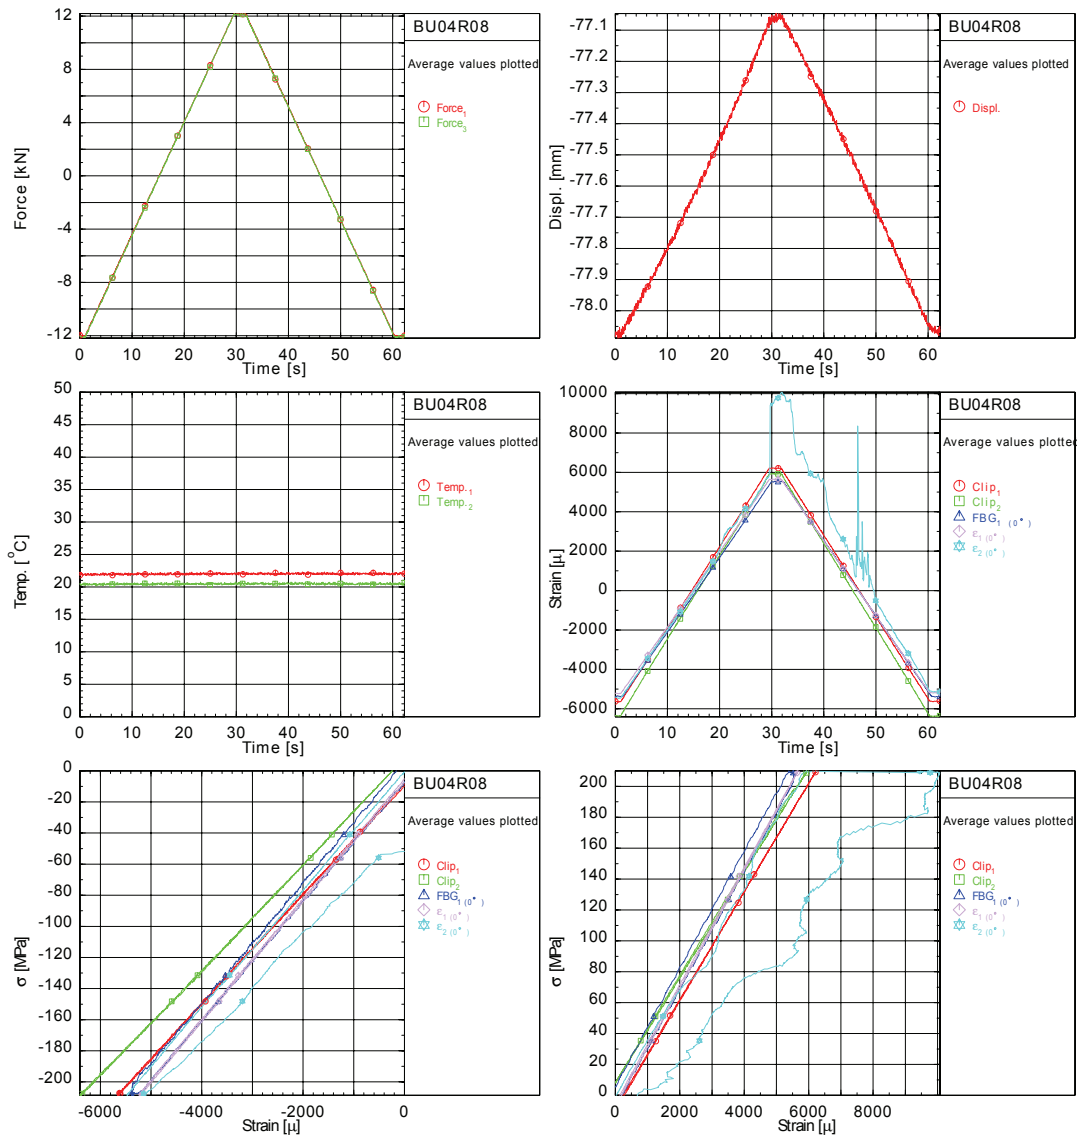 BU04R08
Average values plotted
Force1
Force3
Force [kN]
12
8
4
0
-4
-8
-12
0 10 20 30 40 50 60
Time [s]
BU04R08
Average values plotted
Displ.
Displ. [mm]
-77.1
-77.2
-77.3
-77.4
-77.5
-77.6
-77.7
-77.8
-77.9
-78.0
0 10 20 30 40 50 60
Time [s]
BU04R08
Average values plotted
Temp.1
Temp.2
Temp. [°C]
50
45
40
35
30
25
20
15
10
5
0
0 10 20 30 40 50 60
Time [s]
BU04R08
Average values plotted
Clip1
Clip2
FBG1 (0°)
ε1 (0°)
ε2 (0°)
Strain [μ]
10000
8000
6000
4000
2000
0
-2000
-4000
-6000
0 10 20 30 40 50 60
Time [s]
BU04R08
Average values plotted
Clip1
Clip2
FBG1 (0°)
ε1 (0°)
ε2 (0°)
σ [MPa]
0
-20
-40
-60
-80
-100
-120
-140
-160
-180
-200
-6000 -4000 -2000 0
Strain [μ]
BU04R08
Average values plotted
Clip1
Clip2
FBG1 (0°)
ε1 (0°)
ε2 (0°)
σ [MPa]
200
180
160
140
120
100
80
60
40
20
0
0 2000 4000 6000 8000
Strain [μ]